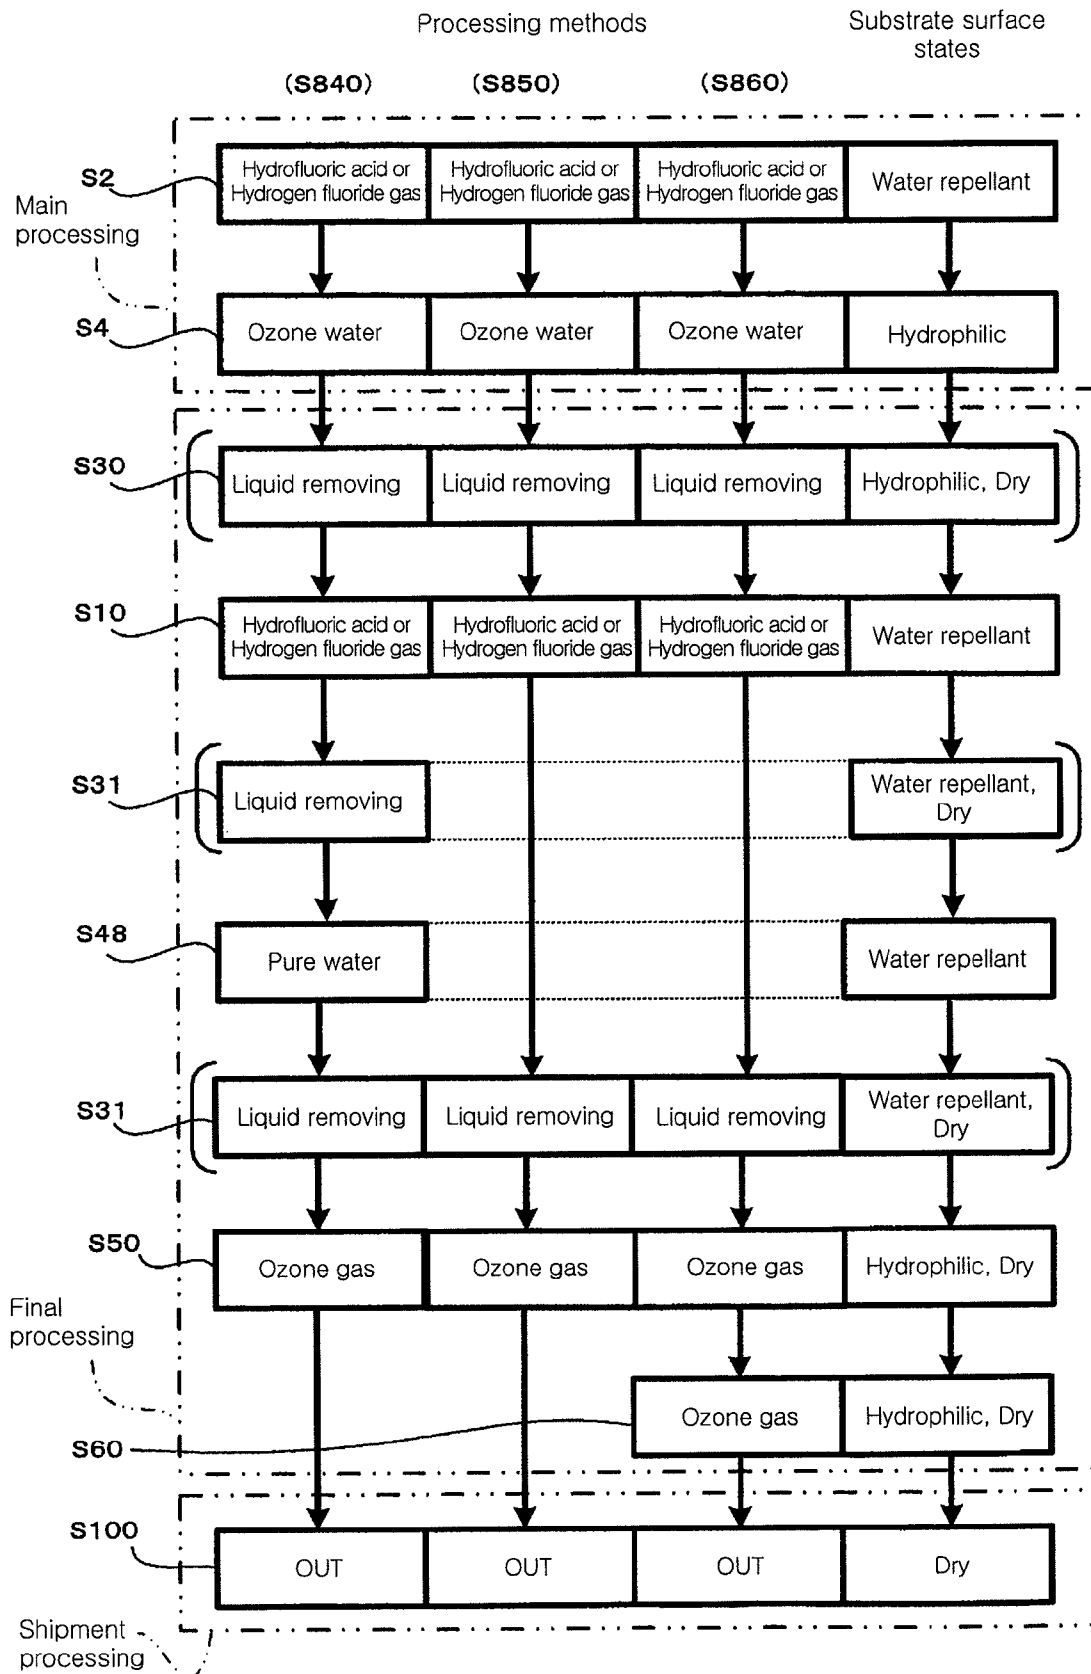 Processing methods
Substrate surface
states
(S840)
(S850)
(S860)
S2
Hydrofluoric acid or
Hydrogen fluoride gas
Hydrofluoric acid or
Hydrogen fluoride gas
Hydrofluoric acid or
Hydrogen fluoride gas
Water repellant
Main
processing
S4
Ozone water
Ozone water
Ozone water
Hydrophilic
S30
Liquid removing
Liquid removing
Liquid removing
Hydrophilic, Dry
S10
Hydrofluoric acid or
Hydrogen fluoride gas
Hydrofluoric acid or
Hydrogen fluoride gas
Hydrofluoric acid or
Hydrogen fluoride gas
Water repellant
S31
Liquid removing
Water repellant,
Dry
S48
Pure water
Water repellant
S31
Liquid removing
Liquid removing
Liquid removing
Water repellant,
Dry
S50
Ozone gas
Ozone gas
Ozone gas
Hydrophilic, Dry
Final
processing
S60
Ozone gas
Hydrophilic, Dry
S100
OUT
OUT
OUT
Dry
Shipment
processing